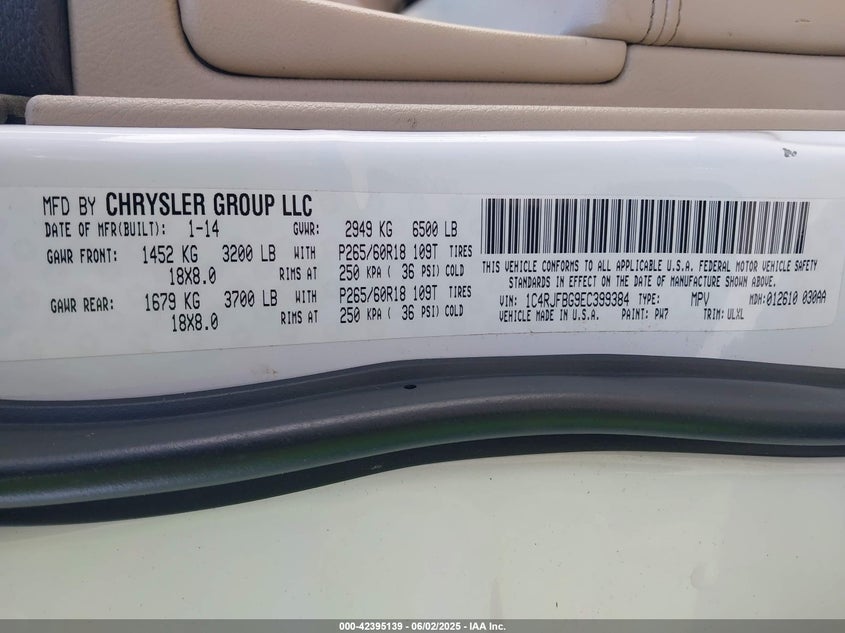 MFD BY CHRYSLER GROUP LLC
DATE OF MFR(BUILT): 1-14 GVWR: 2949 KG 6500 LB
GAWR FRONT: 1452 KG 3200 LB WITH P265/60R18 109T TIRES
18X8.0 RIMS AT 250 KPA ( 36 PSI) COLD
GAWR REAR: 1679 KG 3700 LB WITH P265/60R18 109T TIRES
18X8.0 RIMS AT 250 KPA ( 36 PSI) COLD
THIS VEHICLE CONFORMS TO ALL APPLICABLE U.S.A. FEDERAL MOTOR VEHICLE SAFETY
STANDARDS IN EFFECT ON THE DATE OF MANUFACTURE SHOWN ABOVE.
VIN: 1C4RJFBG9EC399384 TYPE: MPV MDH:012610 030AA
VEHICLE MADE IN U.S.A. PAINT: PW7 TRIM: ULXL
000-42395139 - 06/02/2025 - IAA Inc.